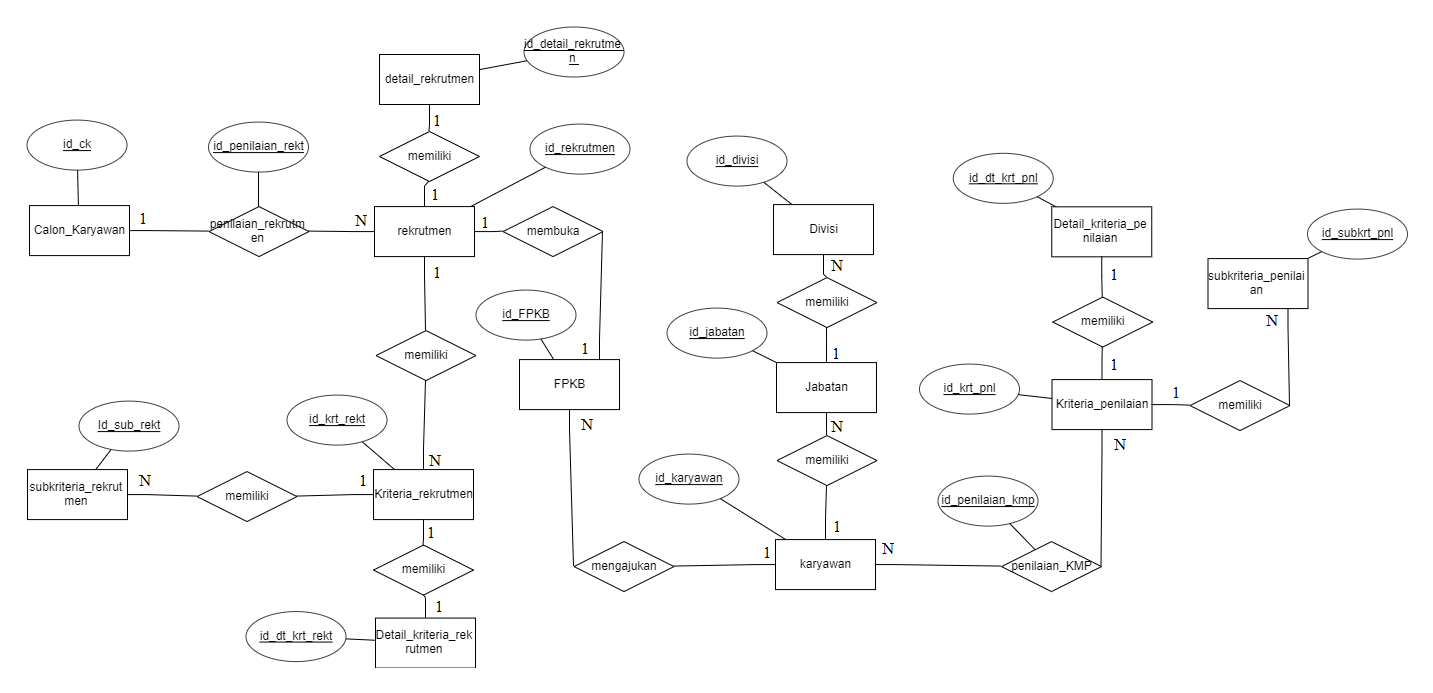 id_detail_rekrutme
n
detail_rekrutmen
1
memiliki
1
id_ck
id_penilaian_rekt
id_rekrutmen
Calon_Karyawan
1
penilaian_rekrutm
en
N
rekrutmen
1
membuka
1
id_divisi
Divisi
N
memiliki
1
id_dt_krt_pnl
Detail_kriteria_pe
nilaian
1
memiliki
1
id_subkrt_pnl
subkriteria_penilai
an
N
id_FPKB
1
FPKB
N
id_jabatan
Jabatan
N
memiliki
1
id_krt_pnl
Kriteria_penilaian
1
memiliki
N
memiliki
N
Id_sub_rekt
id_krt_rekt
subkriteria_rekrut
men
N
memiliki
1
Kriteria_rekrutmen
1
memiliki
1
id_dt_krt_rekt
Detail_kriteria_rek
rutmen
id_karyawan
mengajukan
1
karyawan
N
id_penilaian_kmp
penilaian_KMP